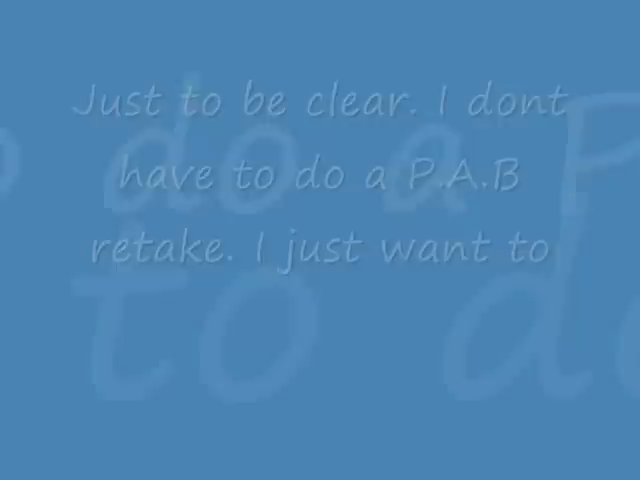 Just to be clear. I dont
have to do a P.A.B
retake. I just want to